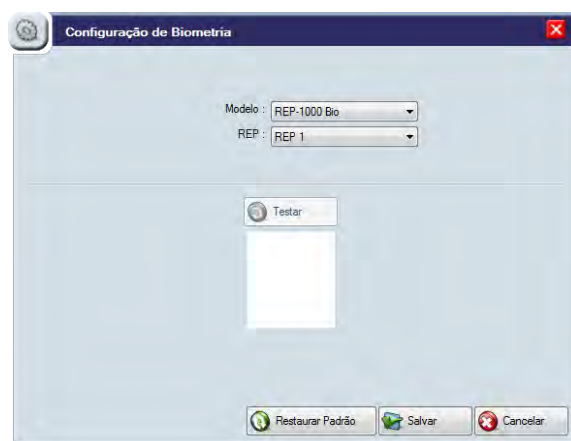 Configuração de Biometria
Modelo : REP-1000 Bio
REP : REP 1
Testar
Restaurar Padrão Salvar Cancelar